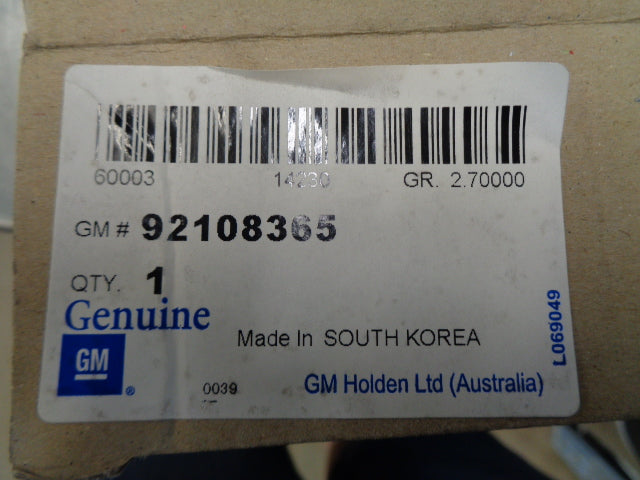 60003 14230 GR. 2.70000
GM # 92108365
QTY. 1
Genuine
GM ®
Made In SOUTH KOREA
0039
GM Holden Ltd (Australia)
L069049